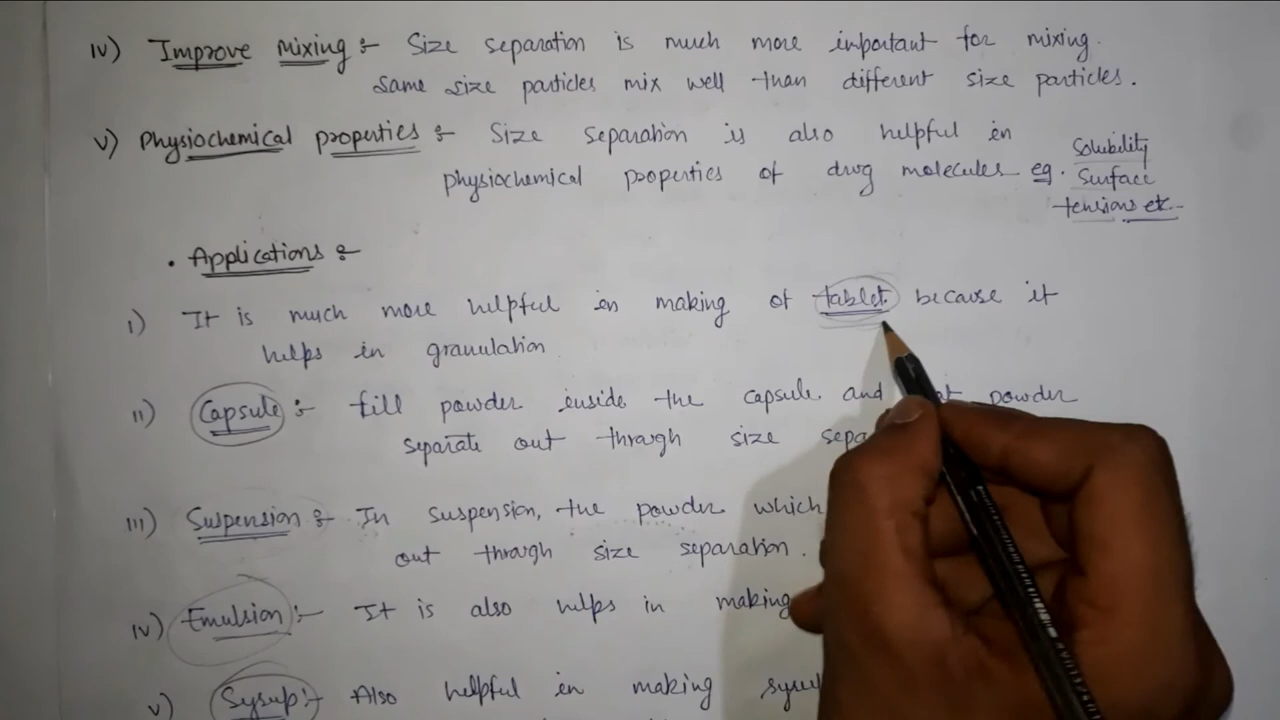 iv) Improve mixing :- Size separation is much more inportant for mixing.
same size particles mix well than different size particles.
v) Physiochemical properties :- Size separation is also helpful in
physiochemical properties of drug molecules eg. Solubility
Surface
tensions etc..
• Applications :-
i) It is much more helpful in making of tablet because it
helps in granulation
ii) Capsule :- fill powder inside the capsule. and powder
separate out through size
iii) Suspension :- In suspension, the powder which
out through size separation.
iv) Emulsion :- It is also helps in making
v) Sysup :- Also helpful in making